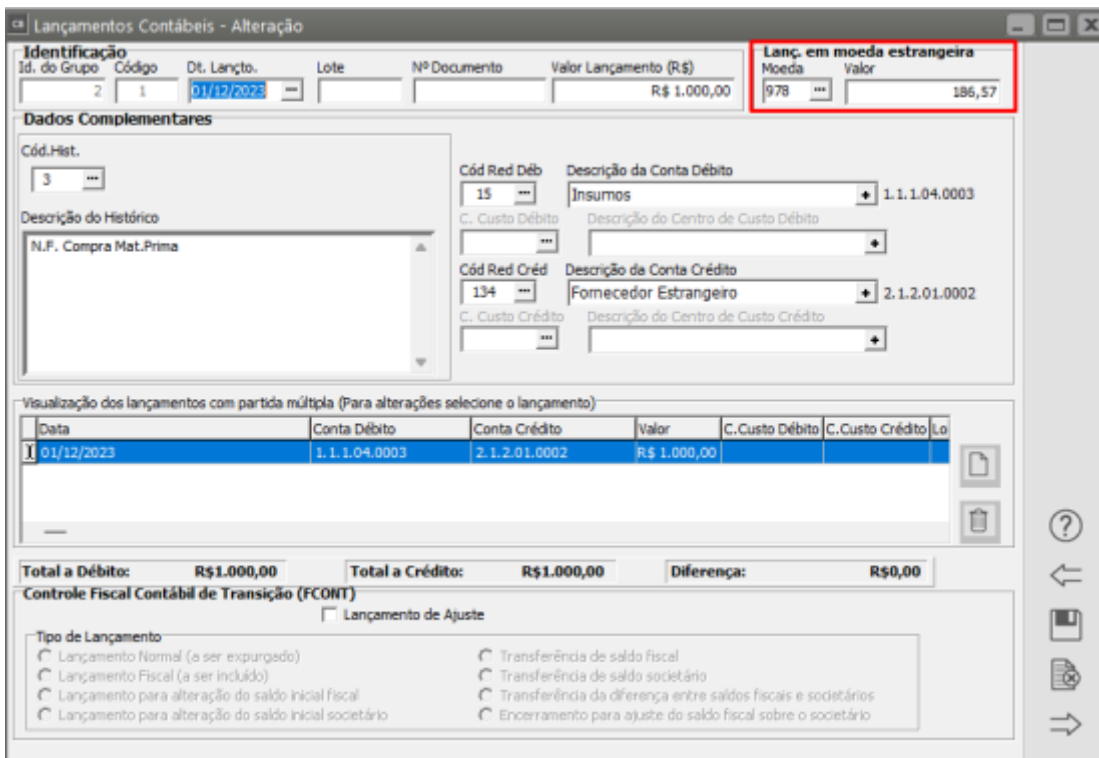 CB Lançamentos Contábeis - Alteração
Identificação
Lanç. em moeda estrangeira
Id. do Grupo Código Dt. Lançto. Lote Nº Documento Valor Lançamento (R$) Moeda Valor
2 1 01/12/2023 R$ 1.000,00 978 186,57
Dados Complementares
Cód.Hist.
3
Descrição do Histórico
N.F. Compra Mat.Prima
Cód Red Déb Descrição da Conta Débito
15 Insumos 1.1.1.04.0003
C. Custo Débito Descrição do Centro de Custo Débito
Cód Red Créd Descrição da Conta Crédito
134 Fornecedor Estrangeiro 2.1.2.01.0002
C. Custo Crédito Descrição do Centro de Custo Crédito
Visualização dos lançamentos com partida múltipla (Para alterações selecione o lançamento)
Data Conta Débito Conta Crédito Valor C.Custo Débito C.Custo Crédito Lo
01/12/2023 1.1.1.04.0003 2.1.2.01.0002 R$ 1.000,00
Total a Débito: R$1.000,00 Total a Crédito: R$1.000,00 Diferença: R$0,00
Controle Fiscal Contábil de Transição (FCONT)
Lançamento de Ajuste
Tipo de Lançamento
Lançamento Normal (a ser expurgado) Transferência de saldo fiscal
Lançamento Fiscal (a ser incluído) Transferência de saldo societário
Lançamento para alteração do saldo inicial fiscal Transferência da diferença entre saldos fiscais e societários
Lançamento para alteração do saldo inicial societário Encerramento para ajuste do saldo fiscal sobre o societário